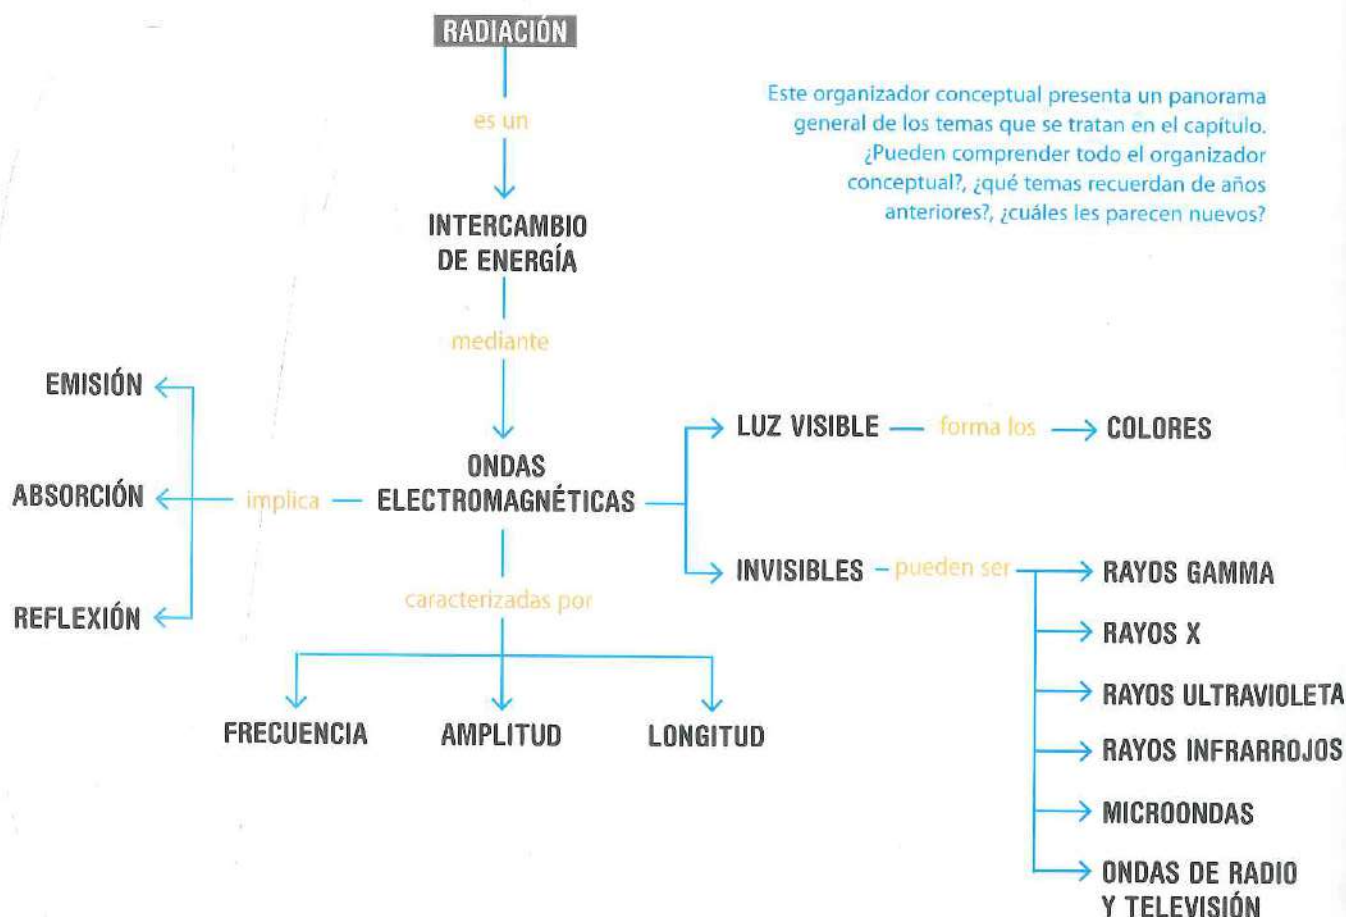 RADIACIÓN
es un
Este organizador conceptual presenta un panorama
general de los temas que se tratan en el capítulo.
¿Pueden comprender todo el organizador
conceptual?, ¿qué temas recuerdan de años
anteriores?, ¿cuáles les parecen nuevos?
INTERCAMBIO
DE ENERGÍA
mediante
ONDAS
ELECTROMAGNÉTICAS
implica
EMISIÓN
ABSORCIÓN
REFLEXIÓN
caracterizadas por
FRECUENCIA
AMPLITUD
LONGITUD
LUZ VISIBLE
forma los
COLORES
INVISIBLES
pueden ser
RAYOS GAMMA
RAYOS X
RAYOS ULTRAVIOLETA
RAYOS INFRARROJOS
MICROONDAS
ONDAS DE RADIO
Y TELEVISIÓN